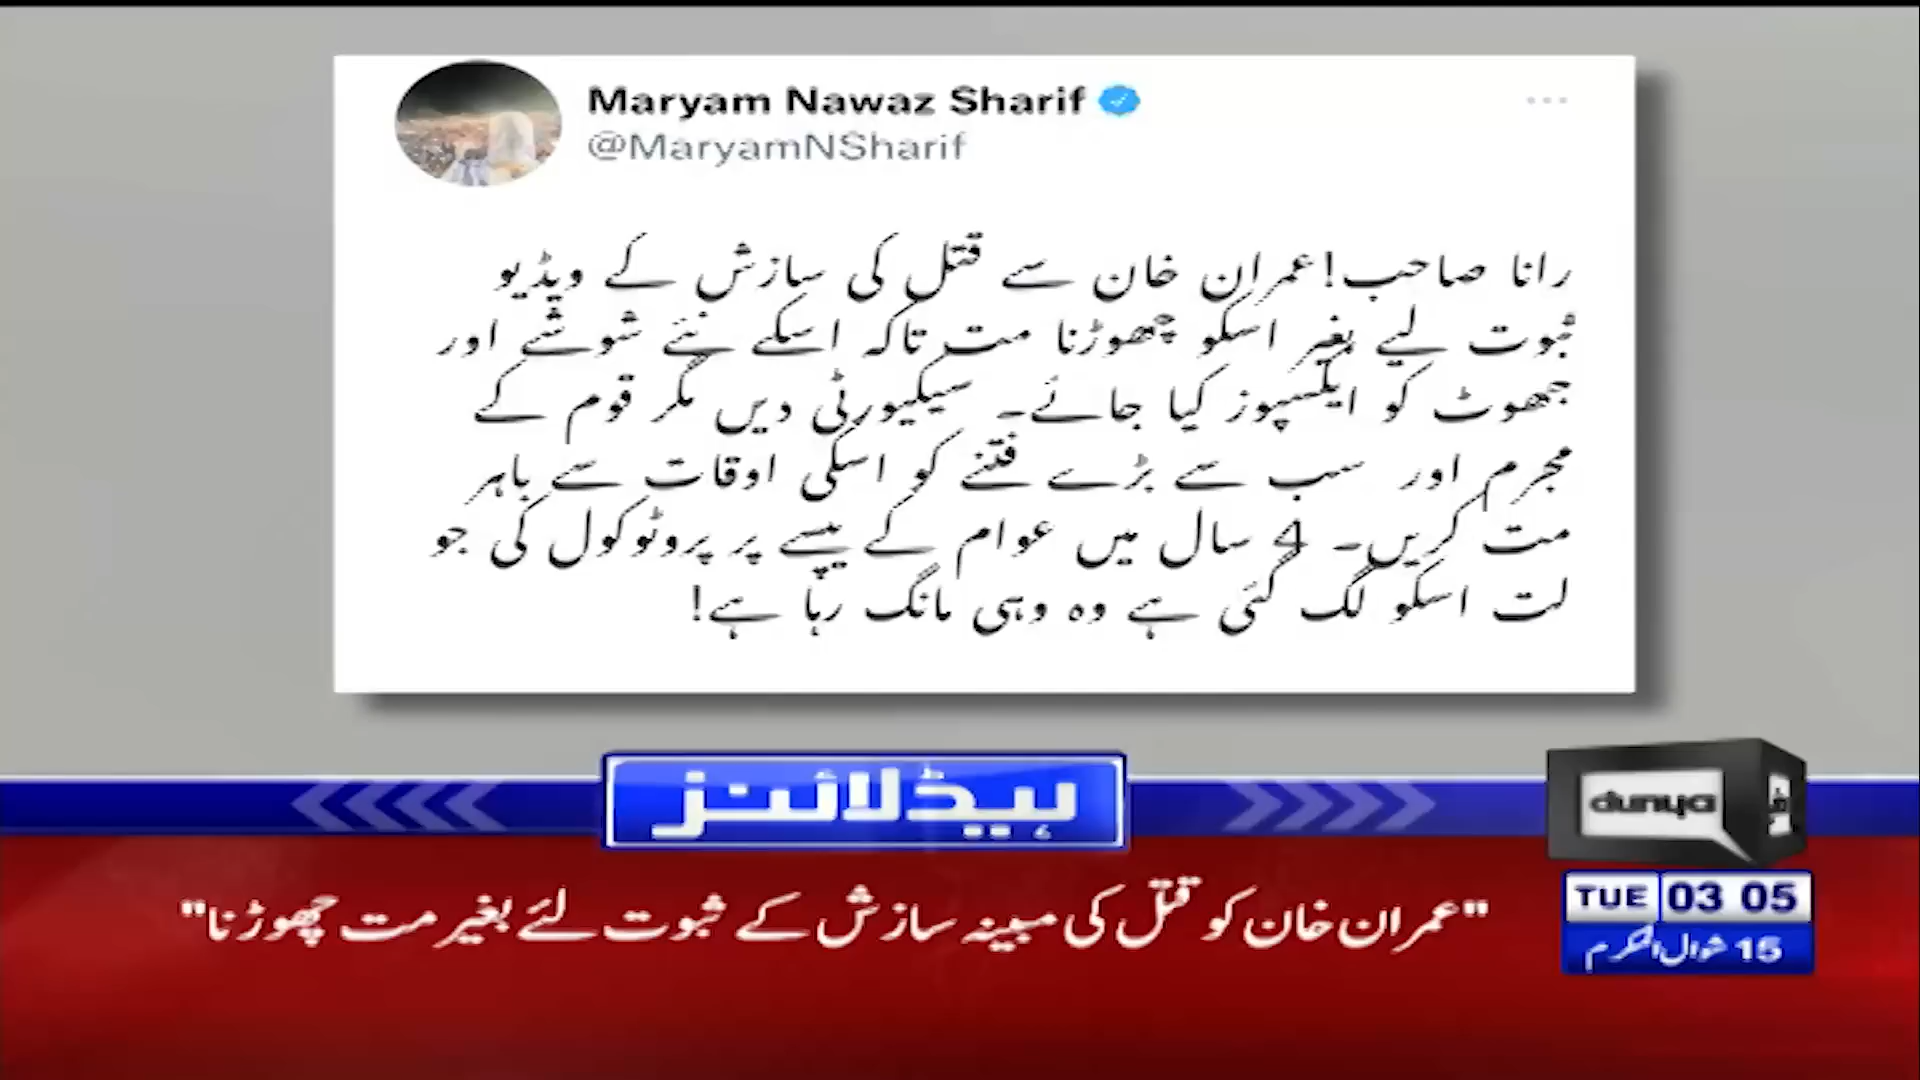 Maryam Nawaz Sharif
@MaryamNSharif
رانا صاحب!عمران خان سے قتل کی سازش کے ویڈیو
ثبوت لیے بغیر اسکو چھوڑنا مت تاکہ اسکے نئے شوشے اور
جھوٹ کو ایکسپوز کیا جائے۔ سیکیورٹی دیں مگر قوم کے
مجرم اور سب سے بڑے فتنے کو اسکی اوقات سے باہر
مت کریں۔ 4 سال میں عوام کے پیسے پر پروٹوکول کی جو
لت اسکو لگ گئی ہے وہ وہی مانگ رہا ہے!
ہیڈلائنز
dunya
"عمران خان کو قتل کی مبینہ سازش کے ثبوت لئے بغیر مت چھوڑنا"
TUE 03 05
15 شوال المکرم